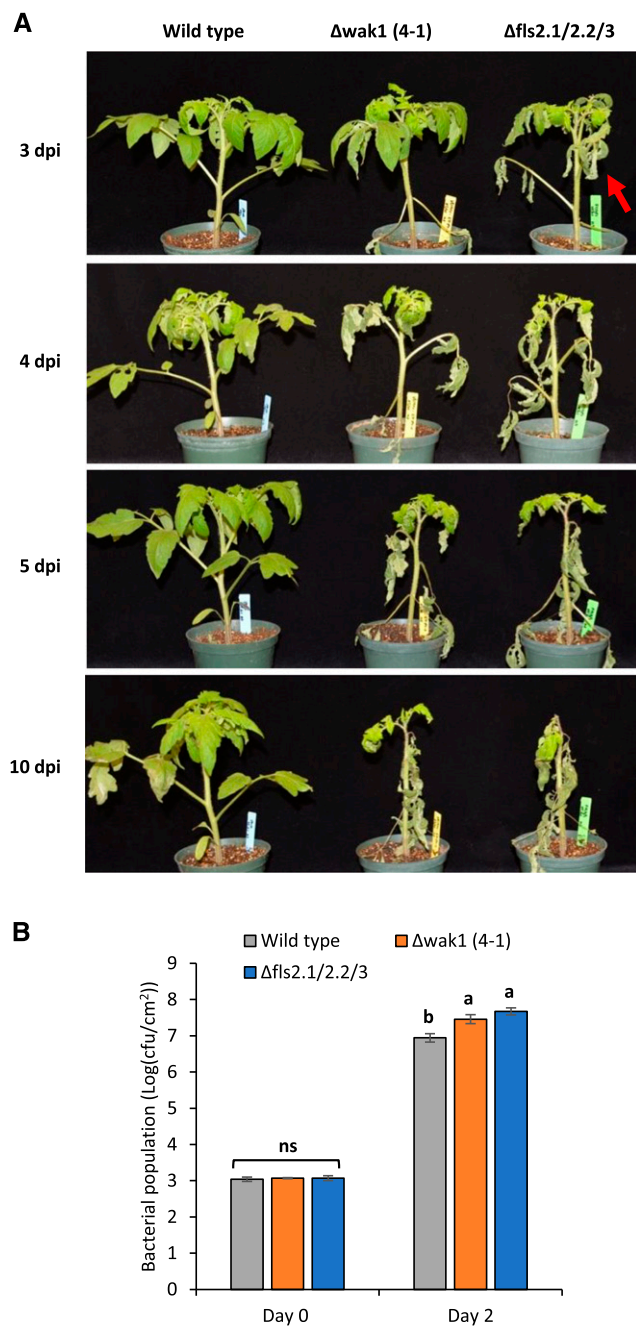 A
Wild type Δwak1 (4-1) Δfls2.1/2.2/3
3 dpi
4 dpi
5 dpi
10 dpi
B
Wild type Δwak1 (4-1)
Δfls2.1/2.2/3
Bacterial population (Log(cfu/cm²))
9
8
7
6
5
4
3
2
1
0
ns
b a a
Day 0 Day 2